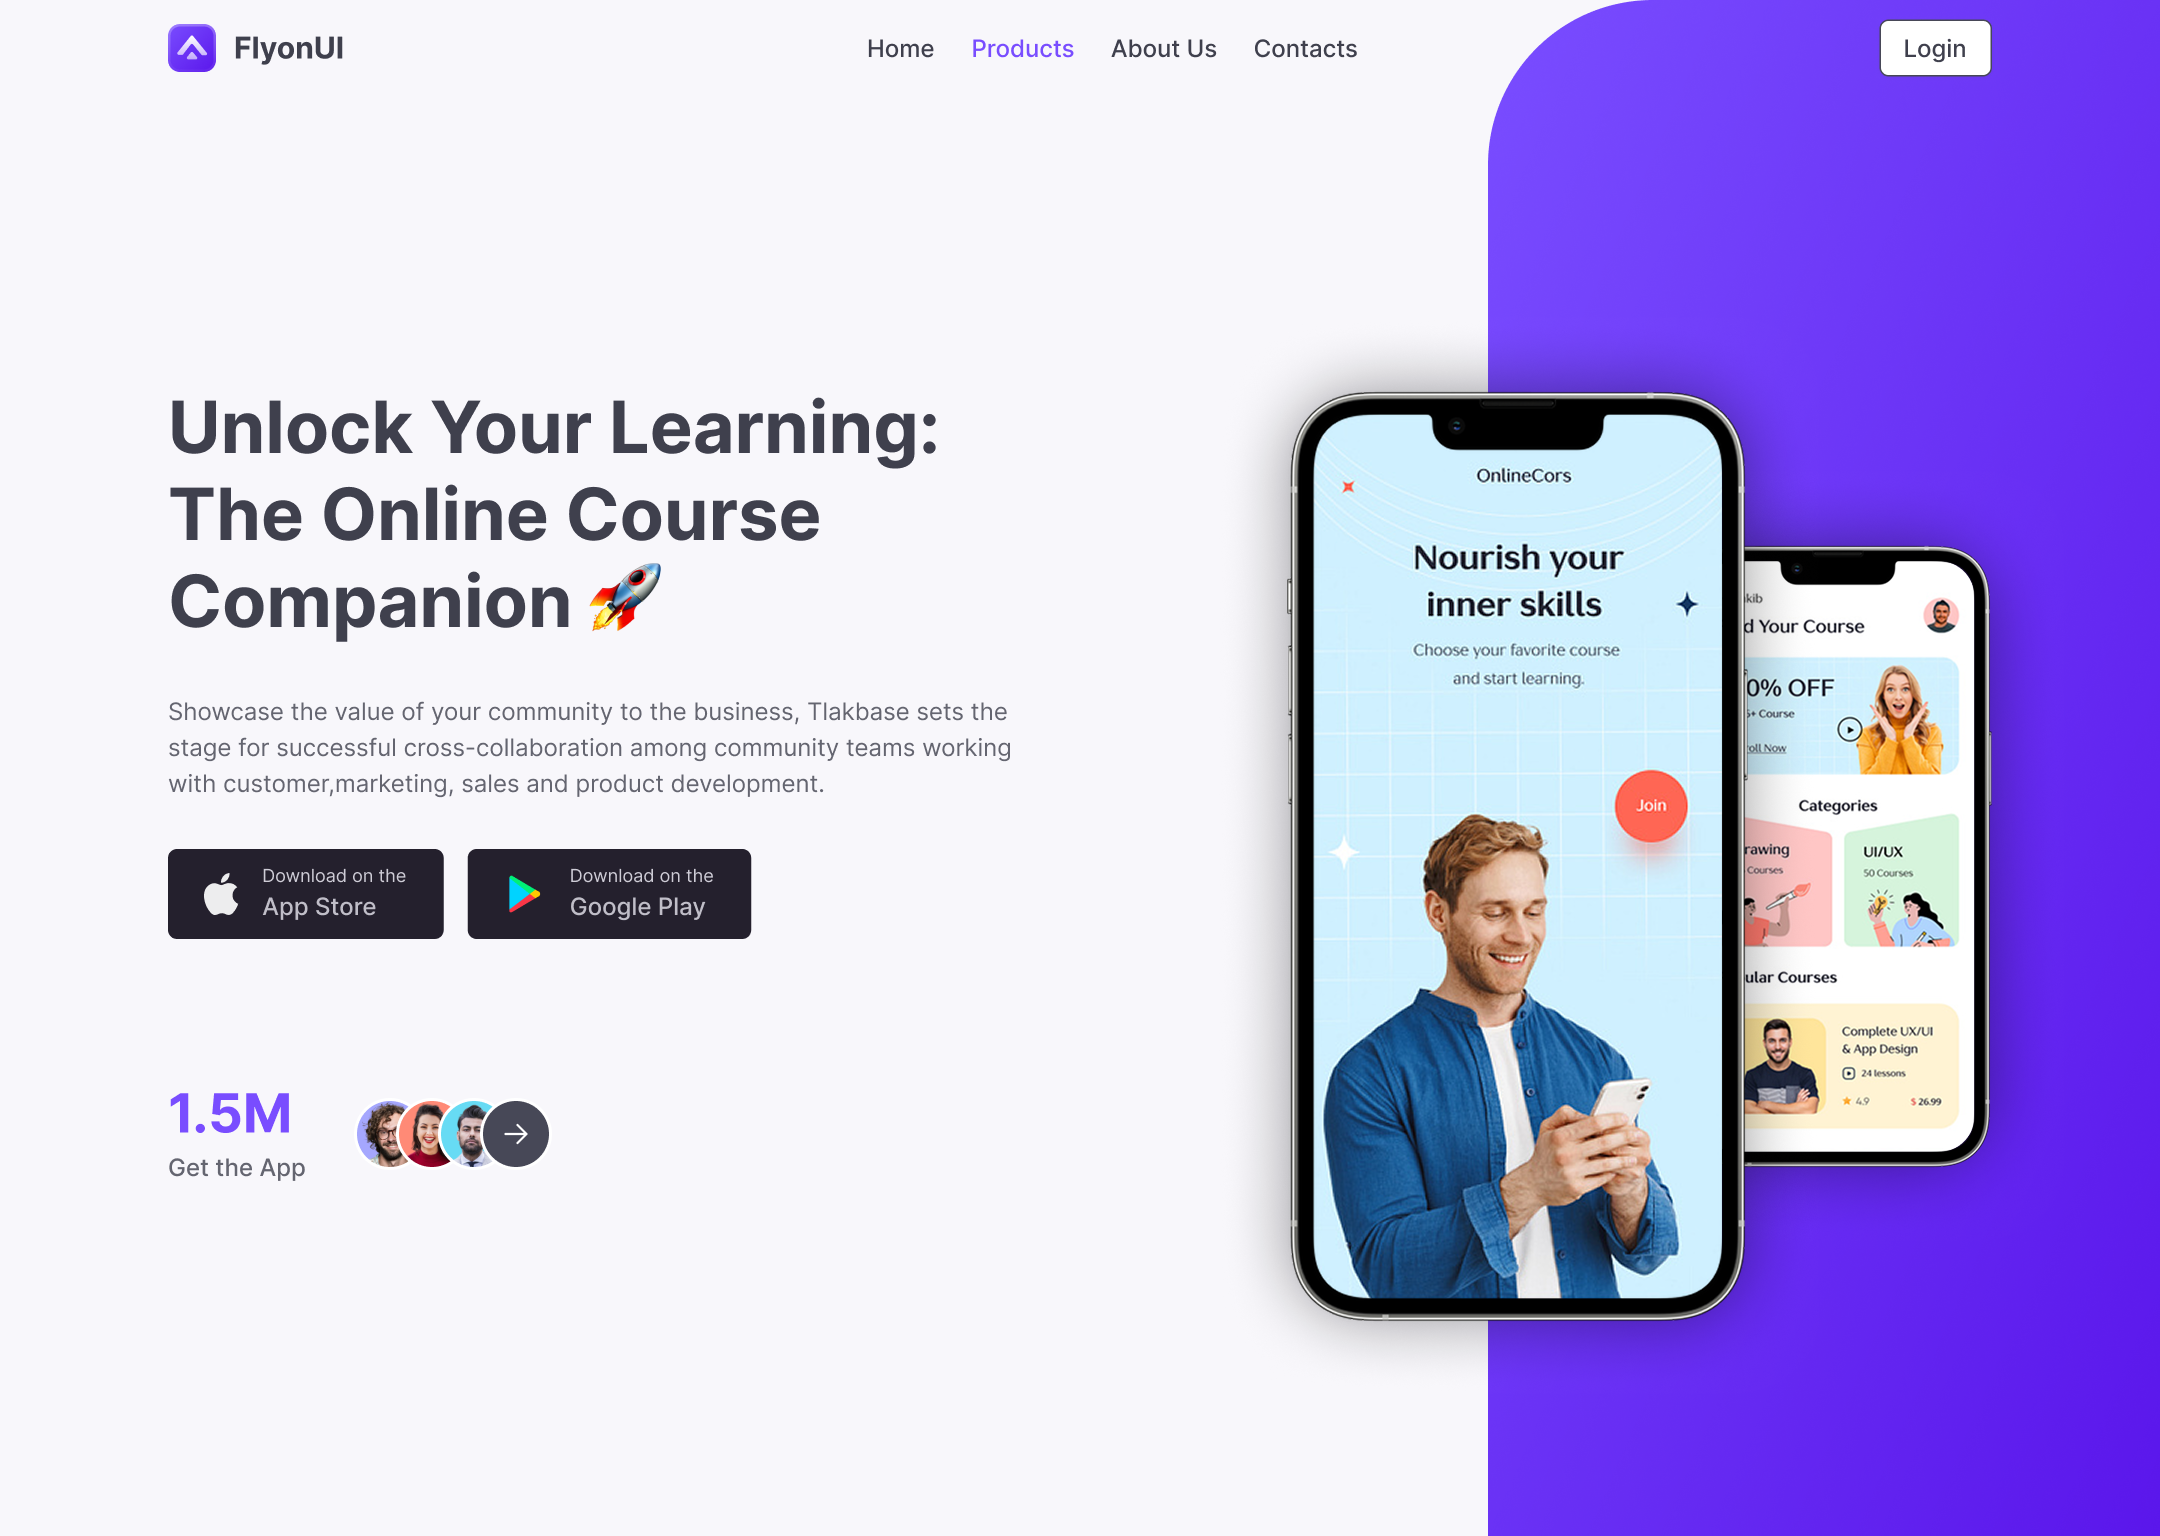 FlyonUI
Home Products About Us Contacts
Login
Unlock Your Learning:
The Online Course
Companion 🚀
Showcase the value of your community to the business, Tlakbase sets the
stage for successful cross-collaboration among community teams working
with customer,marketing, sales and product development.
Download on the
App Store
Download on the
Google Play
1.5M
Get the App
OnlineCors
Nourish your
inner skills
Choose your favorite course
and start learning.
Join
Your Course
0% OFF
+ Course
Now
Categories
rawing
Courses
UI/UX
50 Courses
ular Courses
Complete UX/UI
& App Design
24 lessons
4.9
$ 26.99